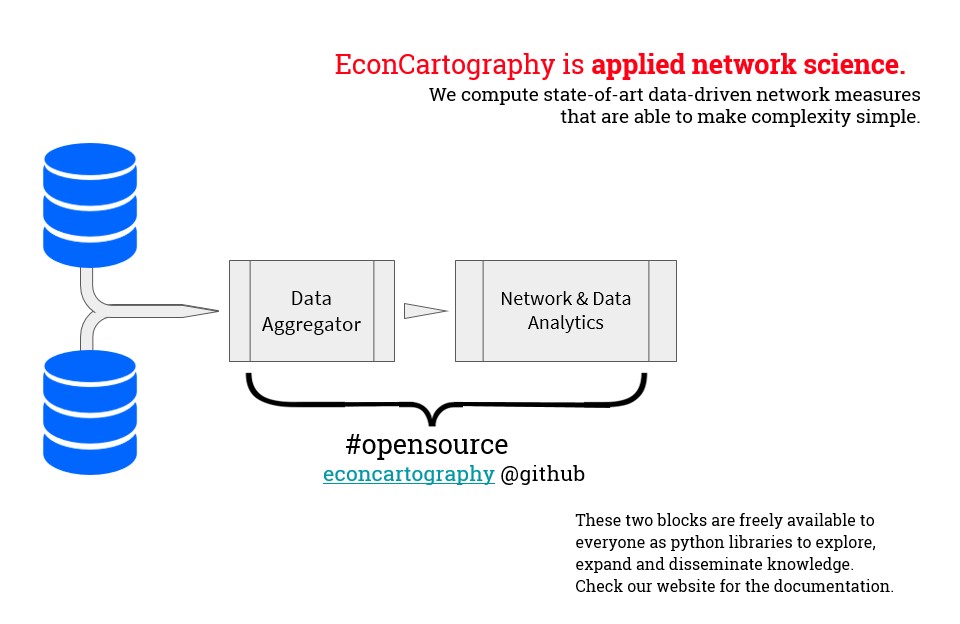 EconCartography is applied network science.
We compute state-of-art data-driven network measures
that are able to make complexity simple.
Data
Aggregator
Network & Data
Analytics
#opensource
econcartography @github
These two blocks are freely available to
everyone as python libraries to explore,
expand and disseminate knowledge.
Check our website for the documentation.